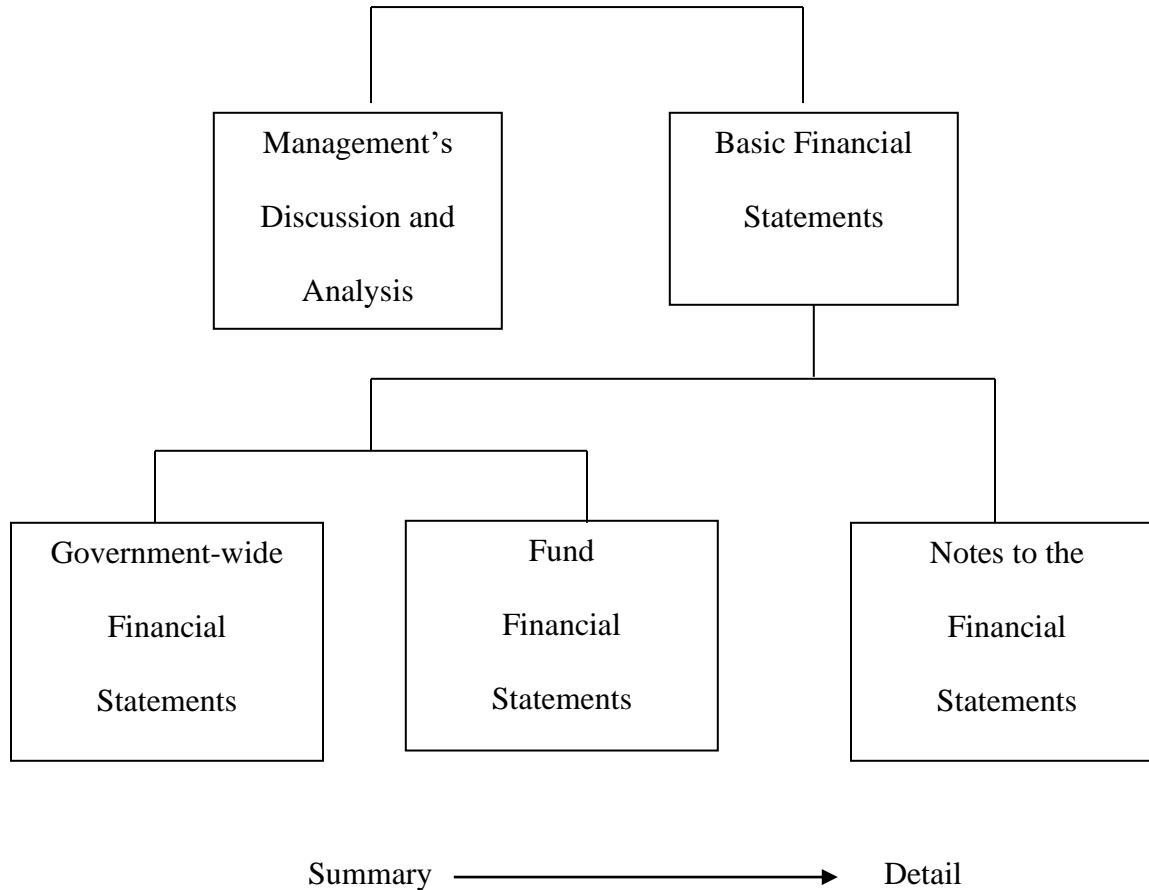 Management’s
Discussion and
Analysis
Basic Financial
Statements
Government-wide
Financial
Statements
Fund
Financial
Statements
Notes to the
Financial
Statements
Summary
Detail